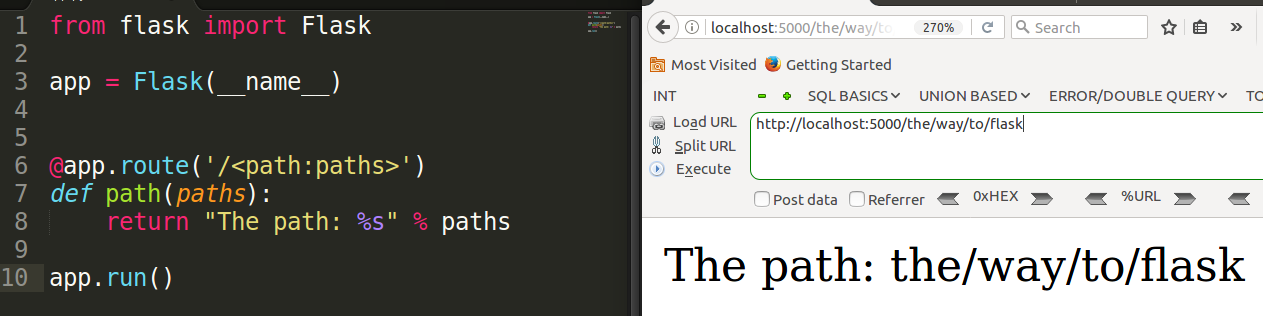 1 from flask import Flask
2
3 app = Flask(__name__)
4
5
6 @app.route('/<path:paths>')
7 def path(paths):
8     return "The path: %s" % paths
9
10 app.run()
localhost:5000/the/way/to 270% Search
Most Visited Getting Started
INT SQL BASICS UNION BASED ERROR/DOUBLE QUERY TO
Load URL http://localhost:5000/the/way/to/flask
Split URL
Execute
Post data Referrer 0xHEX %URL
The path: the/way/to/flask